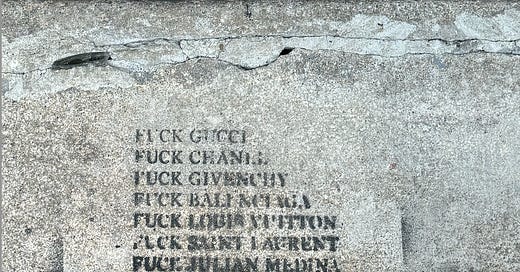 FUCK GUCCI
FUCK CHANEL
FUCK GIVENCHY
FUCK BALENCIAGA
FUCK LOUIS VUITTON
FUCK SAINT LAURENT
FUCK JULIAN MEDINA